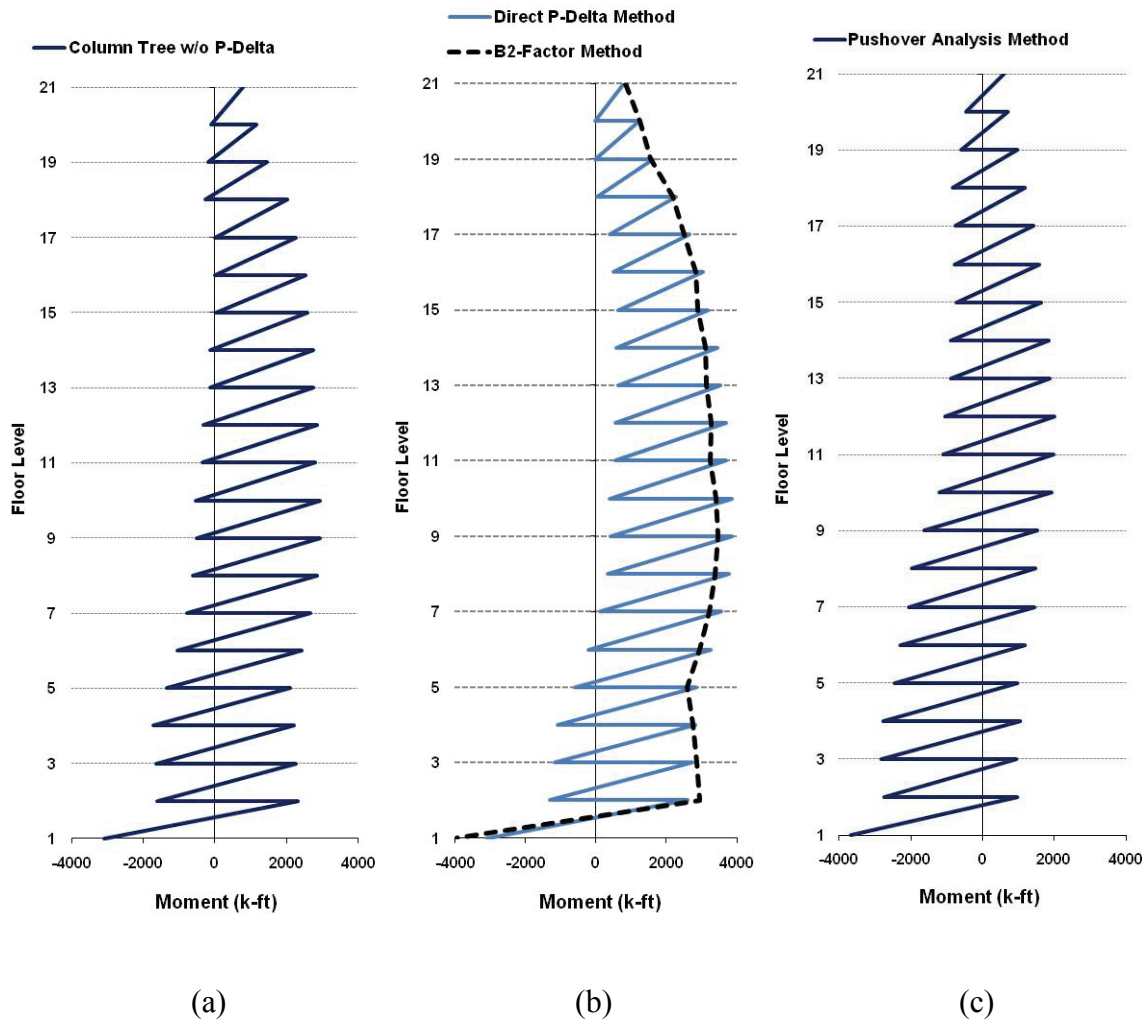 Column Tree w/o P-Delta
Direct P-Delta Method
B2-Factor Method
Pushover Analysis Method
21
19
17
15
13
11
9
7
5
3
1
Floor Level
-4000 -2000 0 2000 4000
Moment (k-ft)
21
19
17
15
13
11
9
7
5
3
1
Floor Level
-4000 -2000 0 2000 4000
Moment (k-ft)
21
19
17
15
13
11
9
7
5
3
1
Floor Level
-4000 -2000 0 2000 4000
Moment (k-ft)
(a) (b) (c)